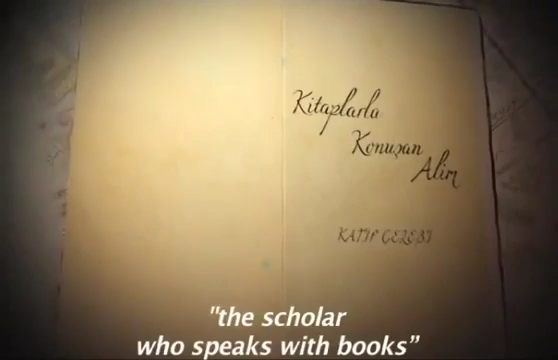 Kitaplarla
Konuşan
Alim
KATİP ÇELEBİ
"the scholar
who speaks with books”